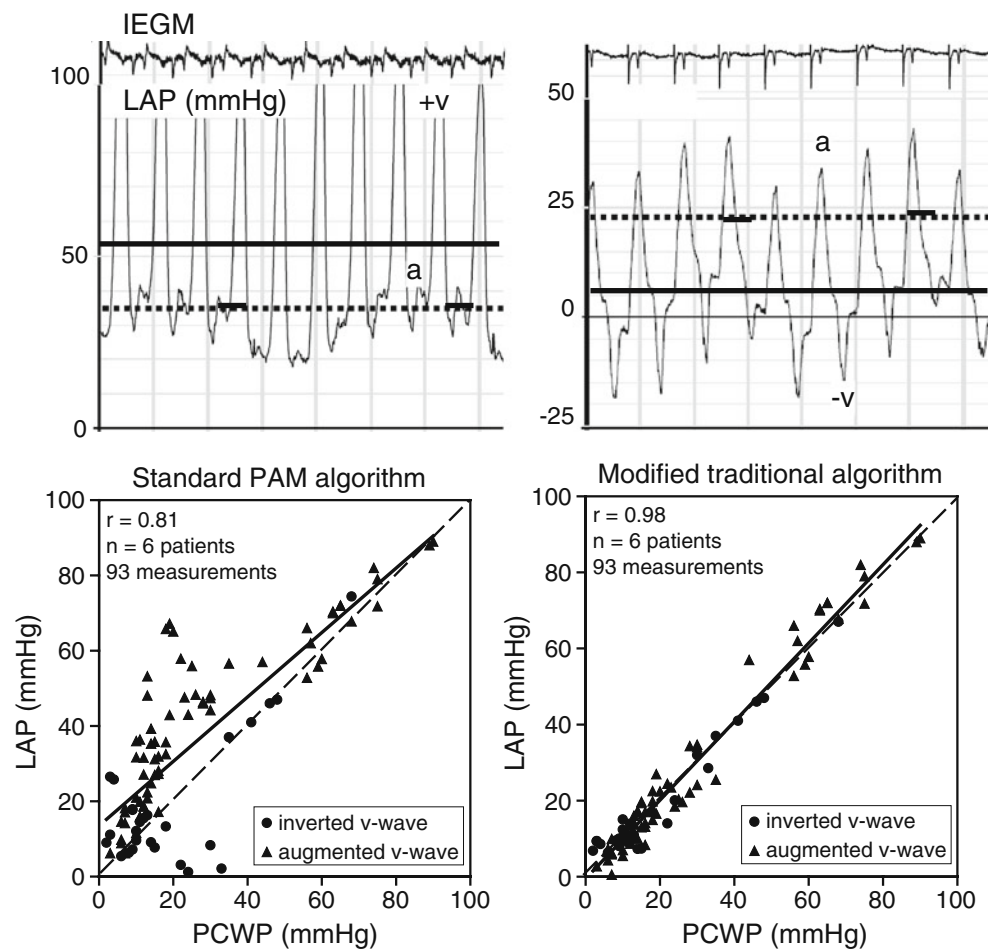 IEGM
100
LAP (mmHg)
+v
50
a
0
50
a
25
0
-v
-25
Standard PAM algorithm
100
r = 0.81
n = 6 patients
93 measurements
80
60
40
20
0
LAP (mmHg)
inverted v-wave
augmented v-wave
0 20 40 60 80 100
PCWP (mmHg)
Modified traditional algorithm
100
r = 0.98
n = 6 patients
93 measurements
80
60
40
20
0
LAP (mmHg)
inverted v-wave
augmented v-wave
0 20 40 60 80 100
PCWP (mmHg)